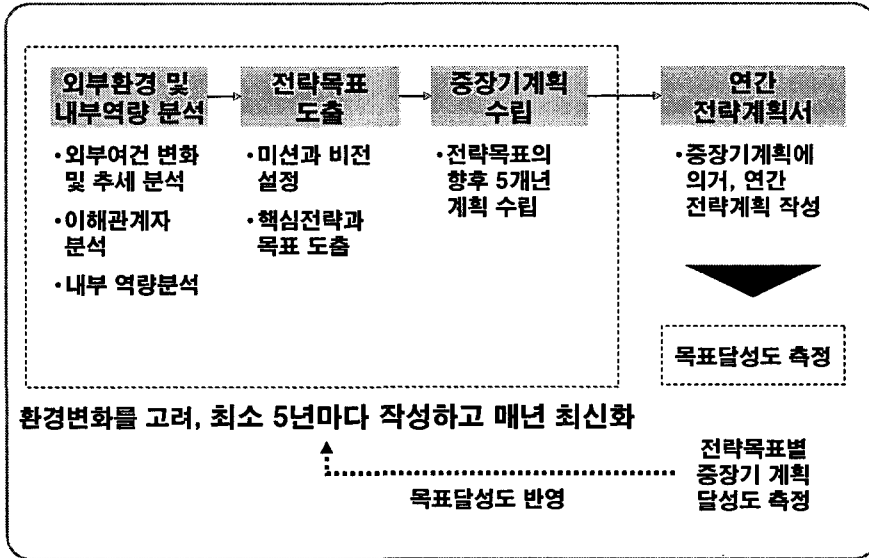 외부환경 및
내부역량 분석
·외부여건 변화
및 추세 분석
·이해관계자
분석
·내부 역량분석
전략목표
도출
·미션과 비전
설정
·핵심전략과
목표 도출
중장기계획
수립
·전략목표의
향후 5개년
계획 수립
연간
전략계획서
·중장기계획에
의거, 연간
전략계획 작성
목표달성도 측정
환경변화를 고려, 최소 5년마다 작성하고 매년 최신화
전략목표별
중장기 계획
달성도 측정
목표달성도 반영